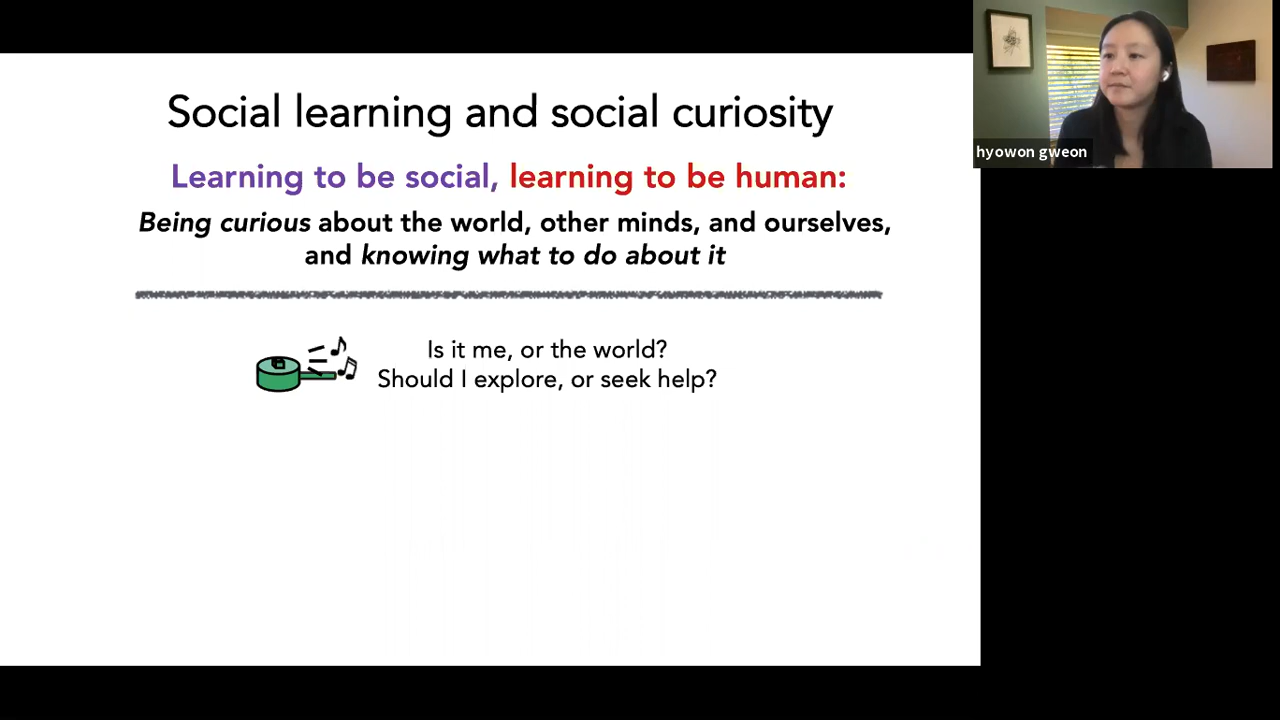 Social learning and social curiosity
Learning to be social, learning to be human:
Being curious about the world, other minds, and ourselves,
and knowing what to do about it
Is it me, or the world?
Should I explore, or seek help?
hyowon gweon